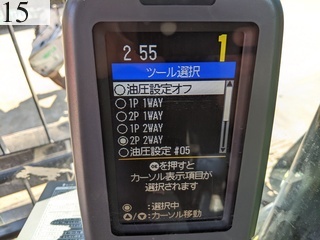 15
2 55
1
ツール選択
油圧設定オフ
1P 1WAY
2P 1WAY
1P 2WAY
2P 2WAY
油圧設定 #05
OKを押すと
カーソル表示項目が
選択されます
:選択中
△/▽:カーソル移動